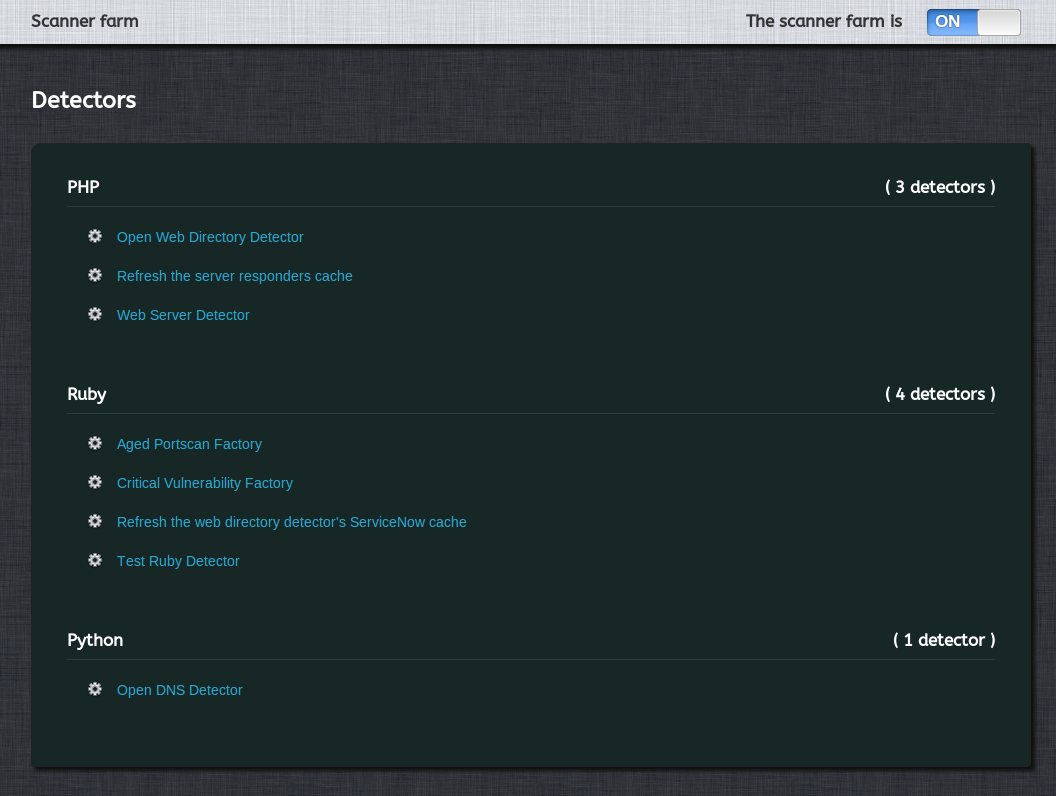 Scanner farm
The scanner farm is ON
Detectors
PHP ( 3 detectors )
Open Web Directory Detector
Refresh the server responders cache
Web Server Detector
Ruby ( 4 detectors )
Aged Portscan Factory
Critical Vulnerability Factory
Refresh the web directory detector's ServiceNow cache
Test Ruby Detector
Python ( 1 detector )
Open DNS Detector